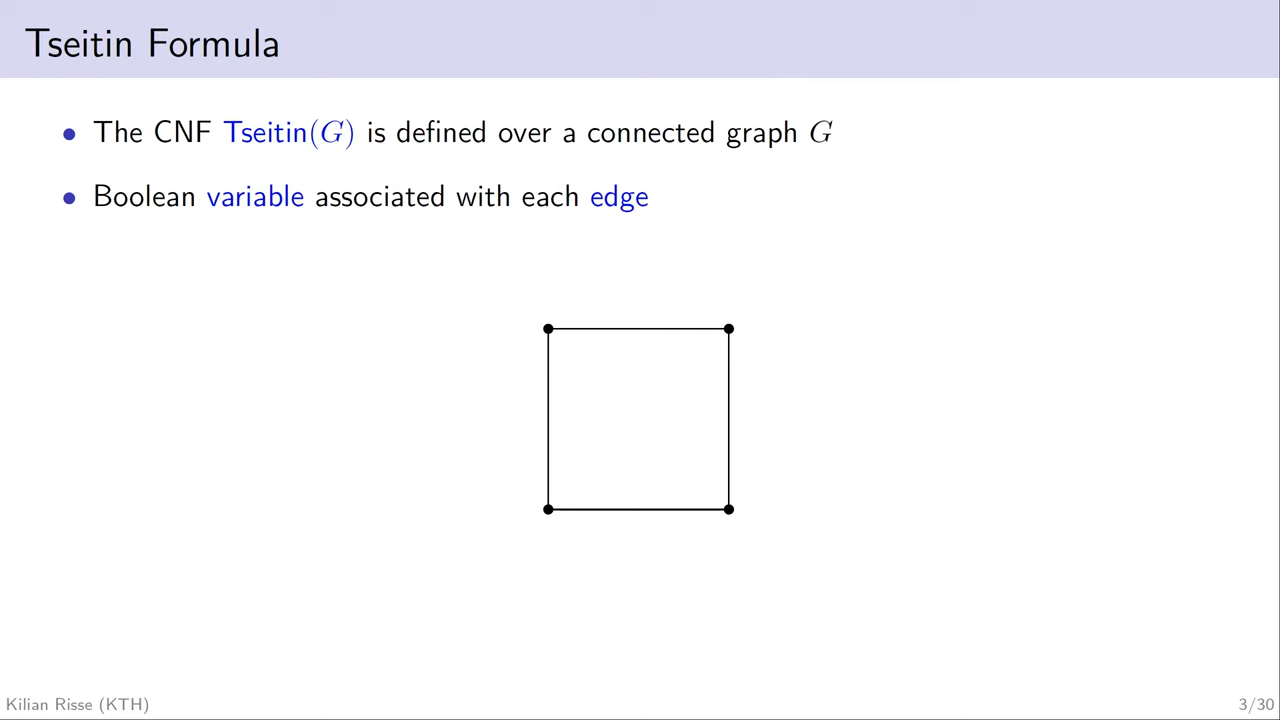 Tseitin Formula
• The CNF Tseitin(G) is defined over a connected graph G
• Boolean variable associated with each edge
Kilian Risse (KTH)
3/30